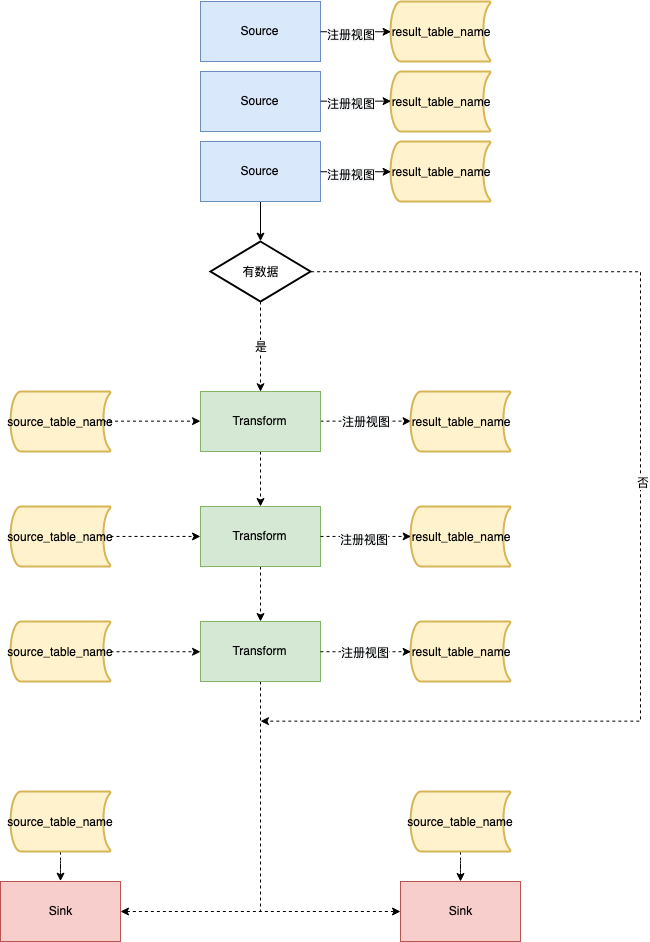 Source
注册视图
result_table_name
Source
注册视图
result_table_name
Source
注册视图
result_table_name
有数据
是
source_table_name
Transform
注册视图
result_table_name
否
source_table_name
Transform
注册视图
result_table_name
source_table_name
Transform
注册视图
result_table_name
source_table_name
source_table_name
Sink
Sink